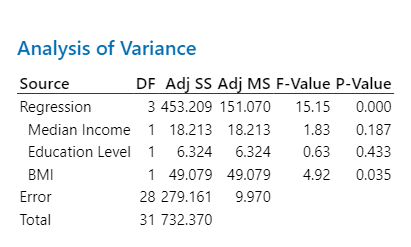 Analysis of Variance
Source DF Adj SS Adj MS F-Value P-Value
Regression 3 453.209 151.070 15.15 0.000
Median Income 1 18.213 18.213 1.83 0.187
Education Level 1 6.324 6.324 0.63 0.433
BMI 1 49.079 49.079 4.92 0.035
Error 28 279.161 9.970
Total 31 732.370